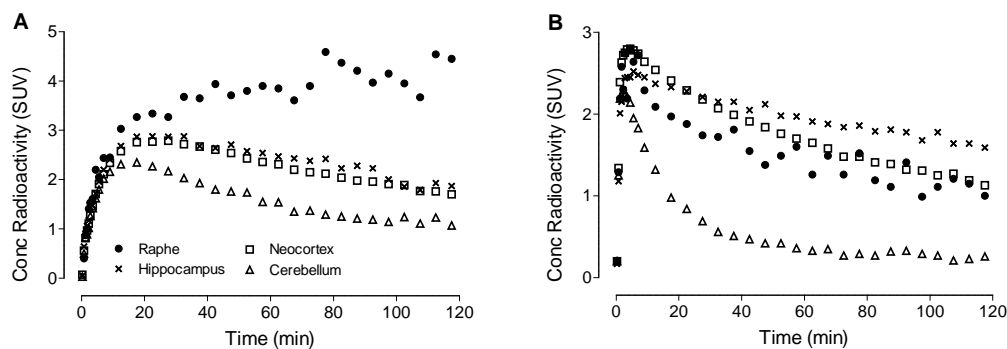 A
Conc Radioactivity (SUV)
5
4
3
2
1
0
Raphe
Hippocampus
Neocortex
Cerebellum
0 20 40 60 80 100 120
Time (min)
B
Conc Radioactivity (SUV)
3
2
1
0
0 20 40 60 80 100 120
Time (min)